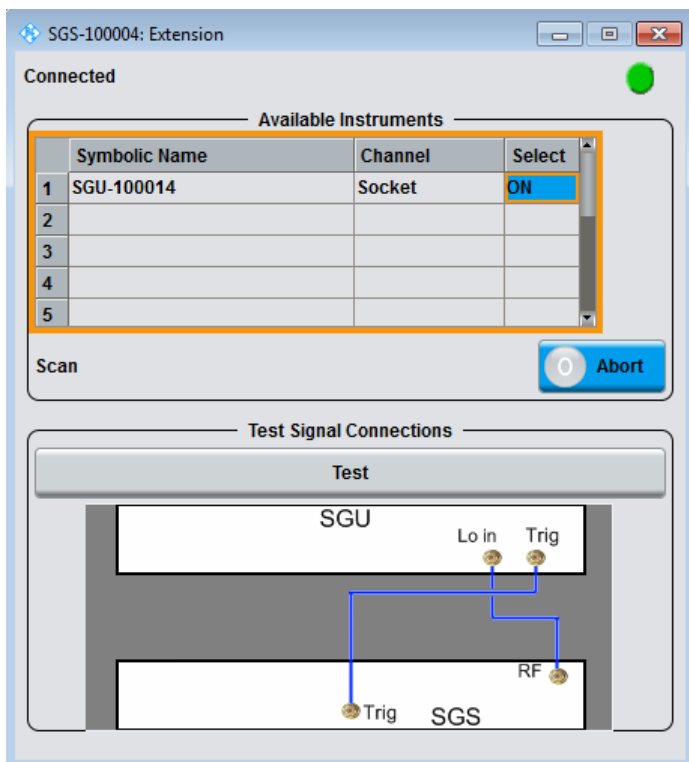 SGS-100004: Extension
Connected
Available Instruments
Symbolic Name Channel Select
1 SGU-100014 Socket ON
2
3
4
5
Scan 0 Abort
Test Signal Connections
Test
SGU
Lo in Trig
RF
Trig SGS